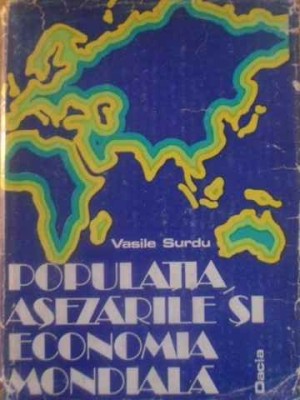 Vasile Surdu
POPULAȚIA,
AȘEZĂRILE ȘI
ECONOMIA
MONDIALĂ
Dacia